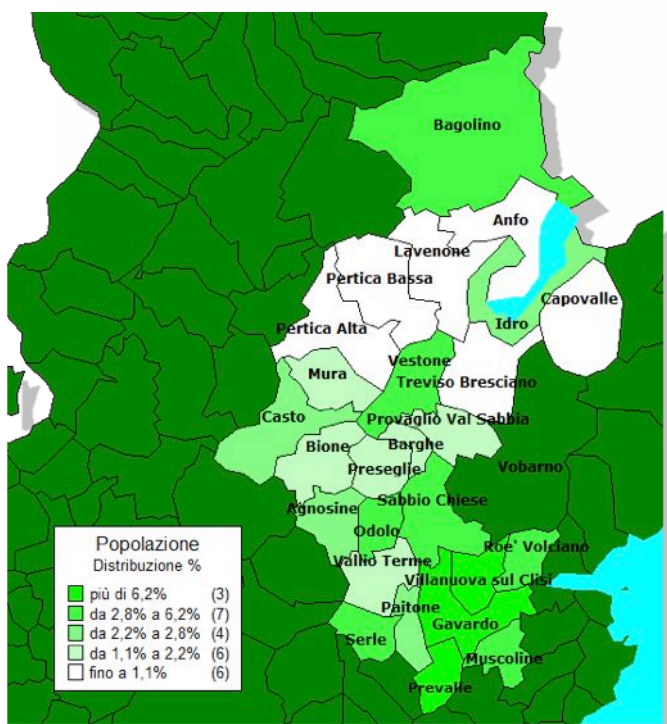 Bagolino
Anfo
Lavenone
Pertica Bassa
Capovalle
Idro
Pertica Alta
Vestone
Mura
Treviso Bresciano
Casto
Provaglio Val Sabbia
Bione
Barghe
Preseglie
Vobarno
Sabbio Chiese
Agnosine
Odolo
Roe' Volciano
Vallio Terme
Villanuova sul Clisi
Paitone
Gavardo
Serle
Muscoline
Prevalle
Popolazione
Distribuzione %
più di 6,2% (3)
da 2,8% a 6,2% (7)
da 2,2% a 2,8% (4)
da 1,1% a 2,2% (6)
fino a 1,1% (6)